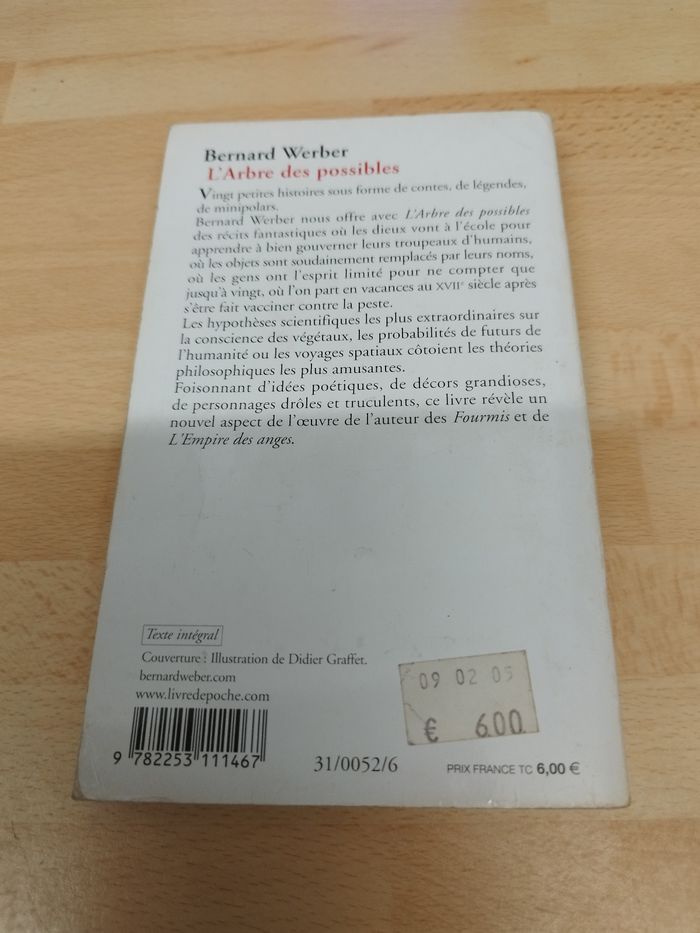 Bernard Werber
L'Arbre des possibles
Vingt petites histoires sous forme de contes, de légendes,
de minipolars.
Bernard Werber nous offre avec L'Arbre des possibles
des récits fantastiques où les dieux vont à l'école pour
apprendre à bien gouverner leurs troupeaux d'humains,
où les objets sont soudainement remplacés par leurs noms,
où les gens ont l'esprit limité pour ne compter que
jusqu'à vingt, où l'on part en vacances au XVIIe siècle après
s'être fait vacciner contre la peste.
Les hypothèses scientifiques les plus extraordinaires sur
la conscience des végétaux, les probabilités de futurs de
l'humanité ou les voyages spatiaux côtoient les théories
philosophiques les plus amusantes.
Foisonnant d'idées poétiques, de décors grandioses,
de personnages drôles et truculents, ce livre révèle un
nouvel aspect de l'œuvre de l'auteur des Fourmis et de
L'Empire des anges.
Texte intégral
Couverture : Illustration de Didier Graffet.
bernardweber.com
www.livredepoche.com
09 02 05
€ 6.00
9 782253 111467
31/0052/6
PRIX FRANCE TC 6,00 €